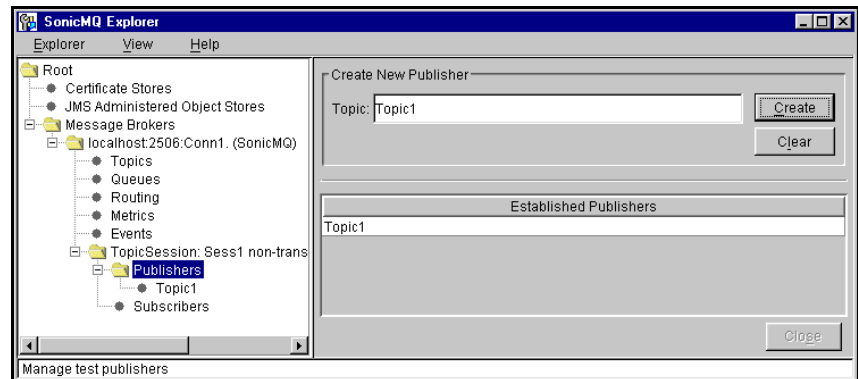 SonicMQ Explorer
Explorer View Help
Root
Certificate Stores
JMS Administered Object Stores
Message Brokers
localhost:2506:Conn1. (SonicMQ)
Topics
Queues
Routing
Metrics
Events
TopicSession: Sess1 non-trans
Publishers
Topic1
Subscribers
Create New Publisher
Topic: Topic1
Create
Clear
Established Publishers
Topic1
Close
Manage test publishers